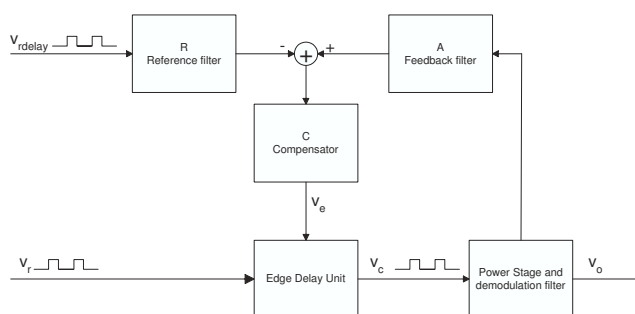 V_rdelay
R
Reference filter
-
+
+
A
Feedback filter
C
Compensator
V_e
V_r
Edge Delay Unit
V_c
Power Stage and
demodulation filter
V_o